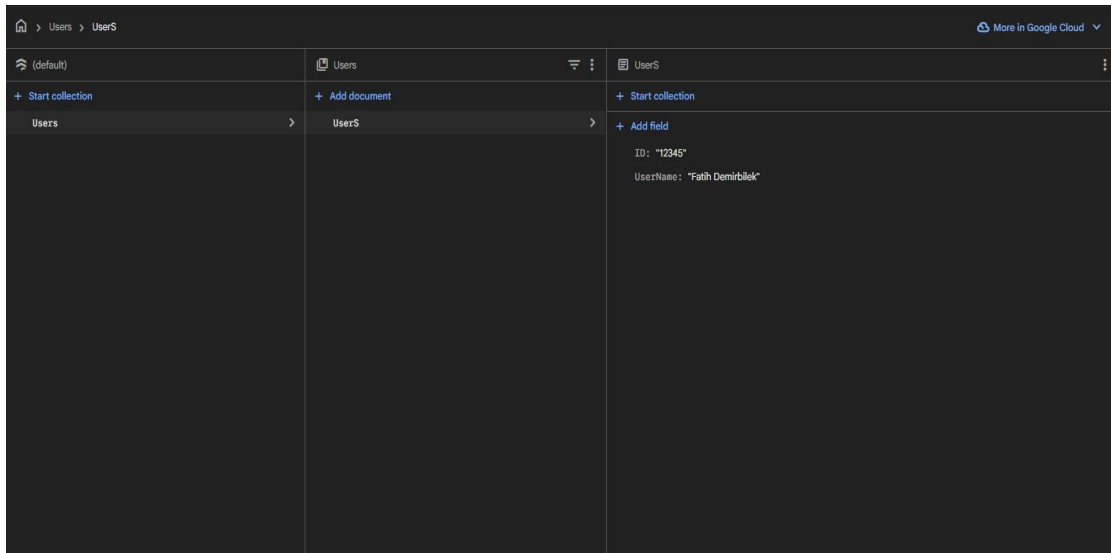 Users > UserS
More in Google Cloud
(default)
+ Start collection
Users
Users
+ Add document
UserS
UserS
+ Start collection
+ Add field
ID: "12345"
UserName: "Fatih Demirbilek"